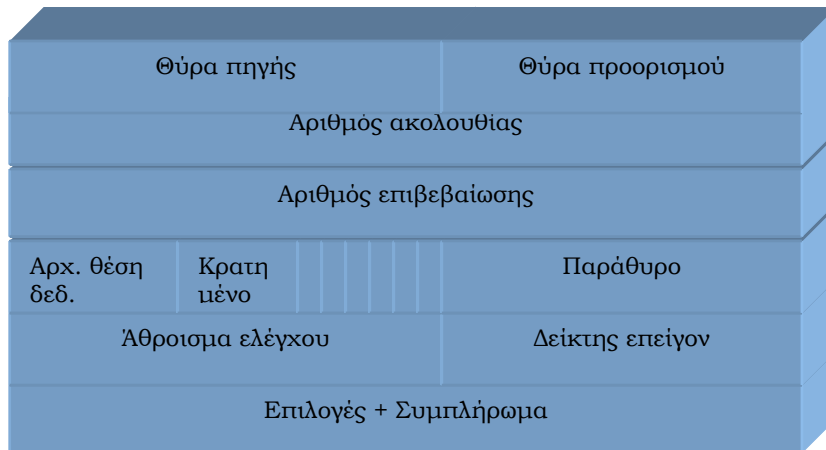 Θύρα πηγής Θύρα προορισμού
Αριθμός ακολουθίας
Αριθμός επιβεβαίωσης
Αρχ. θέση δεδ.
Κρατη μένο
Παράθυρο
Άθροισμα ελέγχου Δείκτης επείγον
Επιλογές + Συμπλήρωμα